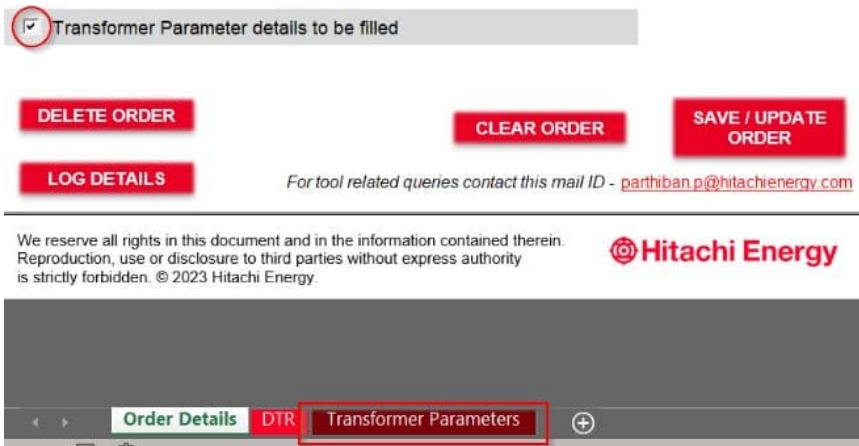 Transformer Parameter details to be filled
DELETE ORDER
CLEAR ORDER
SAVE / UPDATE
ORDER
LOG DETAILS
For tool related queries contact this mail ID - parthiban.p@hitachienergy.com
We reserve all rights in this document and in the information contained therein.
Reproduction, use or disclosure to third parties without express authority
is strictly forbidden. © 2023 Hitachi Energy.
Hitachi Energy
Order Details DTR Transformer Parameters